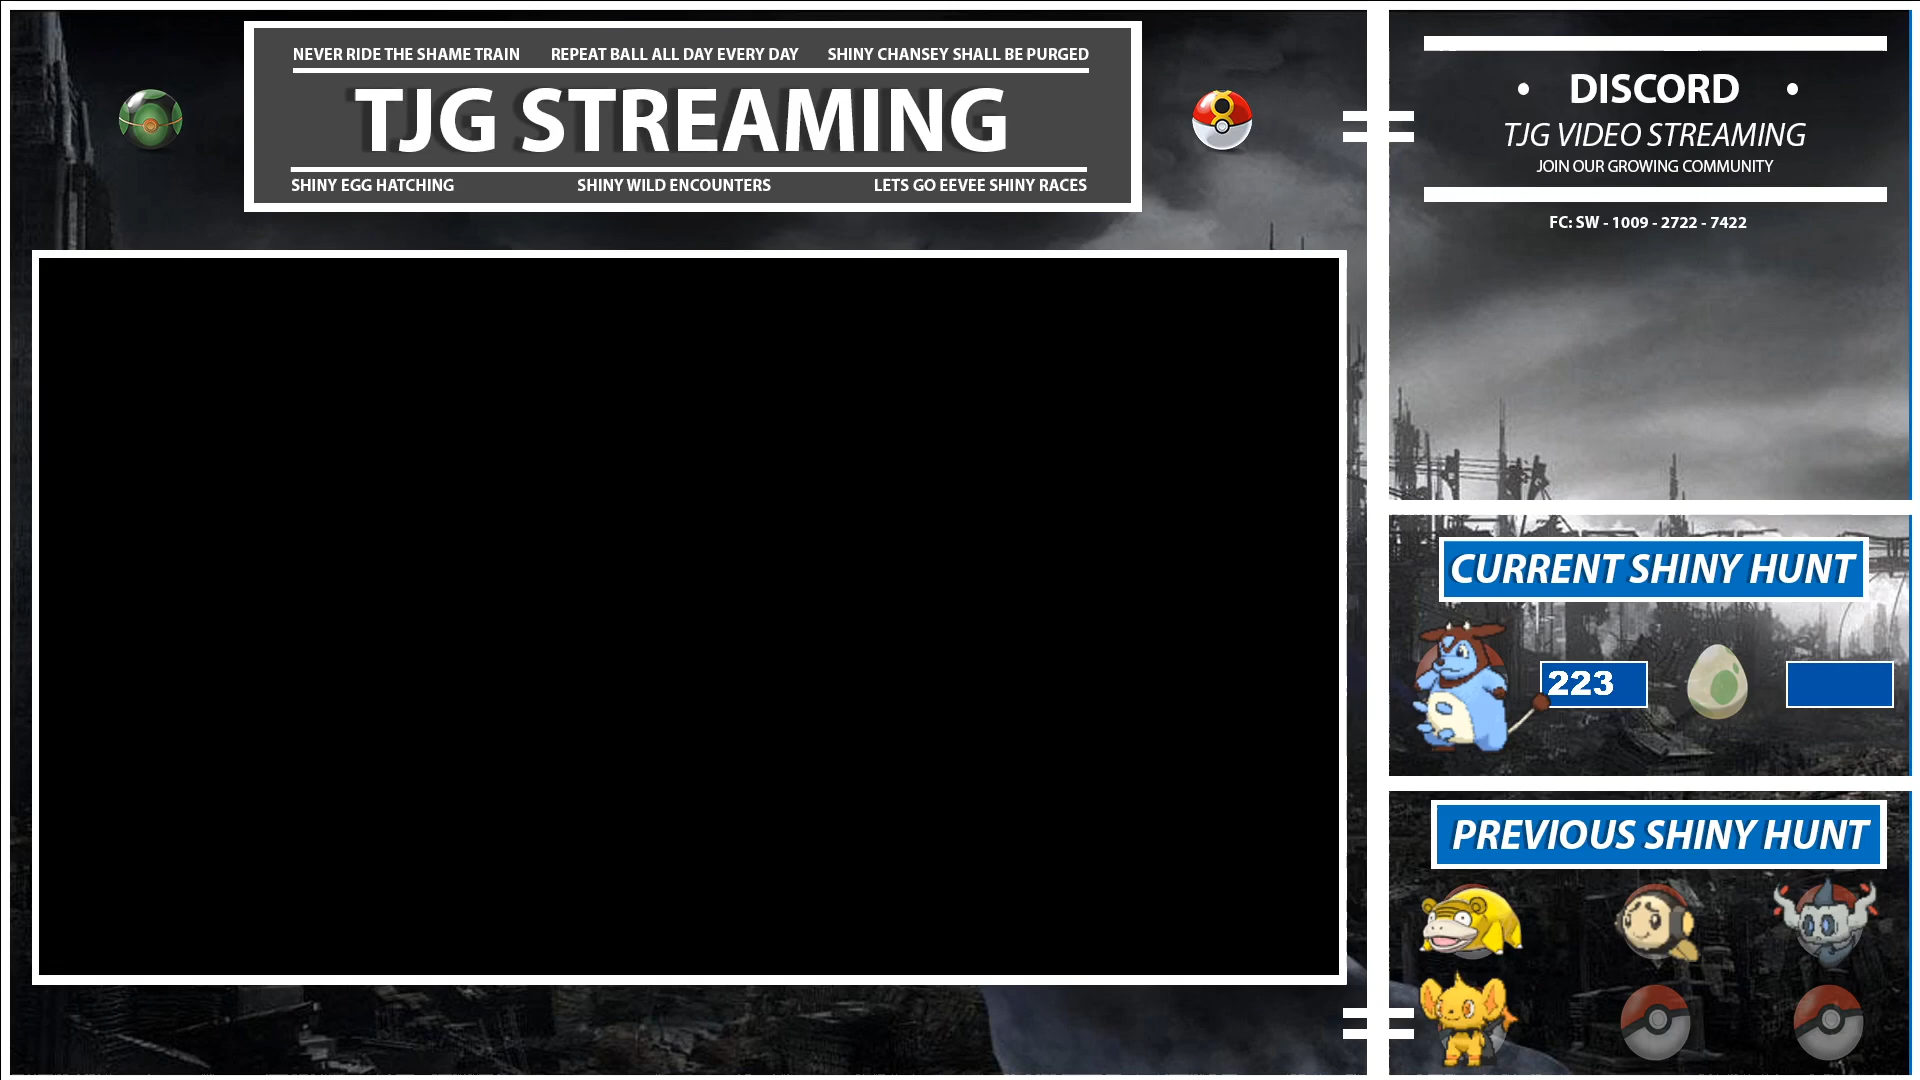 NEVER RIDE THE SHAME TRAIN REPEAT BALL ALL DAY EVERY DAY SHINY CHANSEY SHALL BE PURGED
TJG STREAMING
SHINY EGG HATCHING SHINY WILD ENCOUNTERS LETS GO EEVEE SHINY RACES
• DISCORD •
TJG VIDEO STREAMING
JOIN OUR GROWING COMMUNITY
FC: SW - 1009 - 2722 - 7422
CURRENT SHINY HUNT
223
PREVIOUS SHINY HUNT